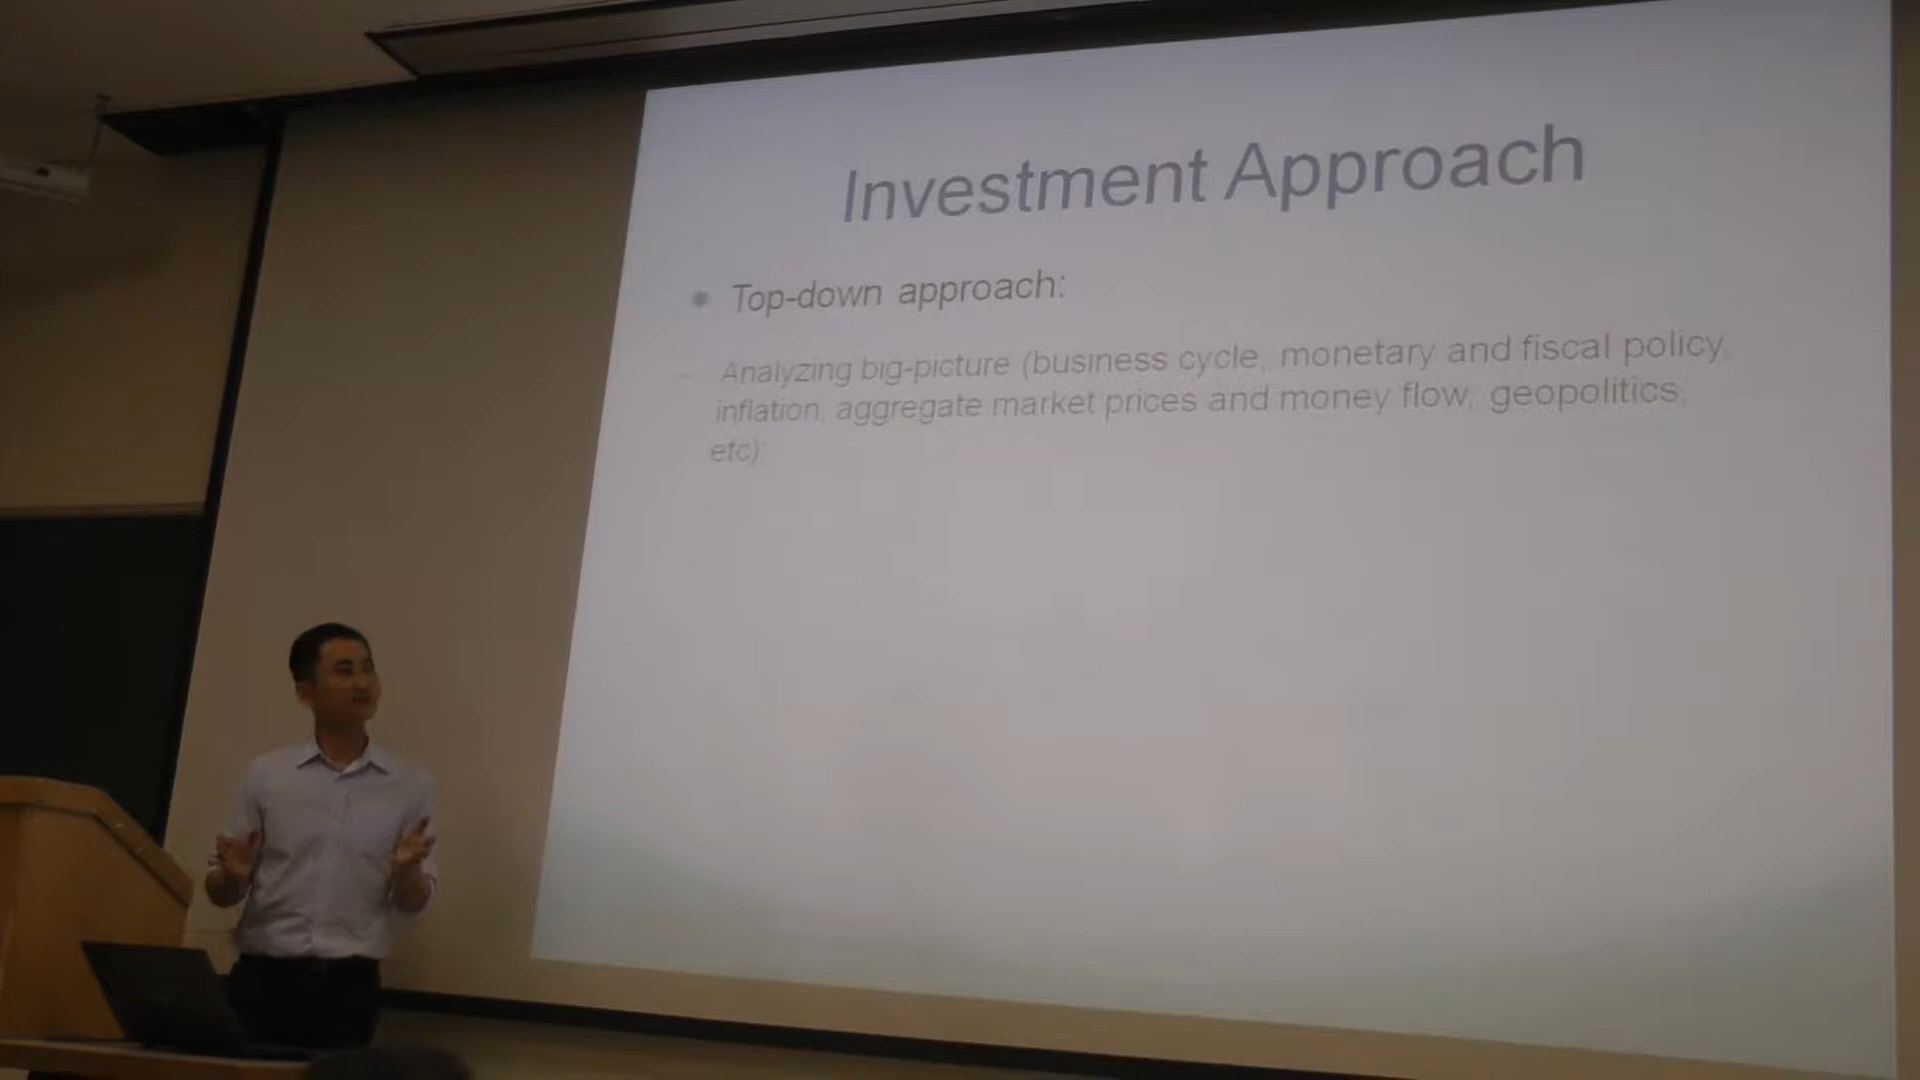 Investment Approach
• Top-down approach:
- Analyzing big-picture (business cycle, monetary and fiscal policy,
inflation, aggregate market prices and money flow, geopolitics,
etc);